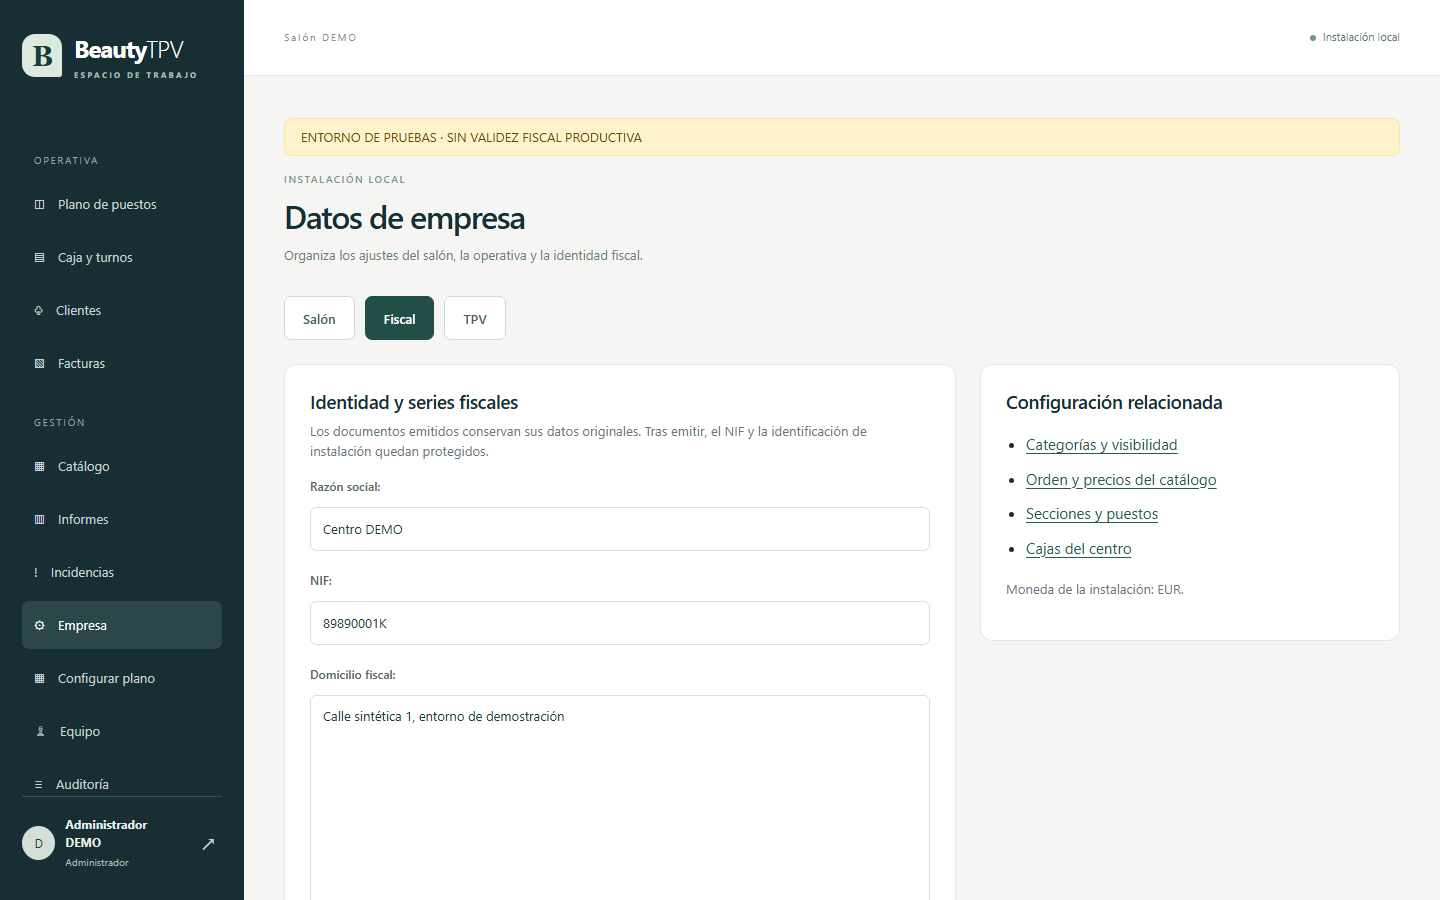 B
BeautyTPV
ESPACIO DE TRABAJO
OPERATIVA
Plano de puestos
Caja y turnos
Clientes
Facturas
GESTIÓN
Catálogo
Informes
! Incidencias
Empresa
Configurar plano
Equipo
Auditoría
D
Administrador
DEMO
Administrador
Salón DEMO
Instalación local
ENTORNO DE PRUEBAS · SIN VALIDEZ FISCAL PRODUCTIVA
INSTALACIÓN LOCAL
Datos de empresa
Organiza los ajustes del salón, la operativa y la identidad fiscal.
Salón
Fiscal
TPV
Identidad y series fiscales
Los documentos emitidos conservan sus datos originales. Tras emitir, el NIF y la identificación de
instalación quedan protegidos.
Razón social:
Centro DEMO
NIF:
89890001K
Domicilio fiscal:
Calle sintética 1, entorno de demostración
Configuración relacionada
Categorías y visibilidad
Orden y precios del catálogo
Secciones y puestos
Cajas del centro
Moneda de la instalación: EUR.